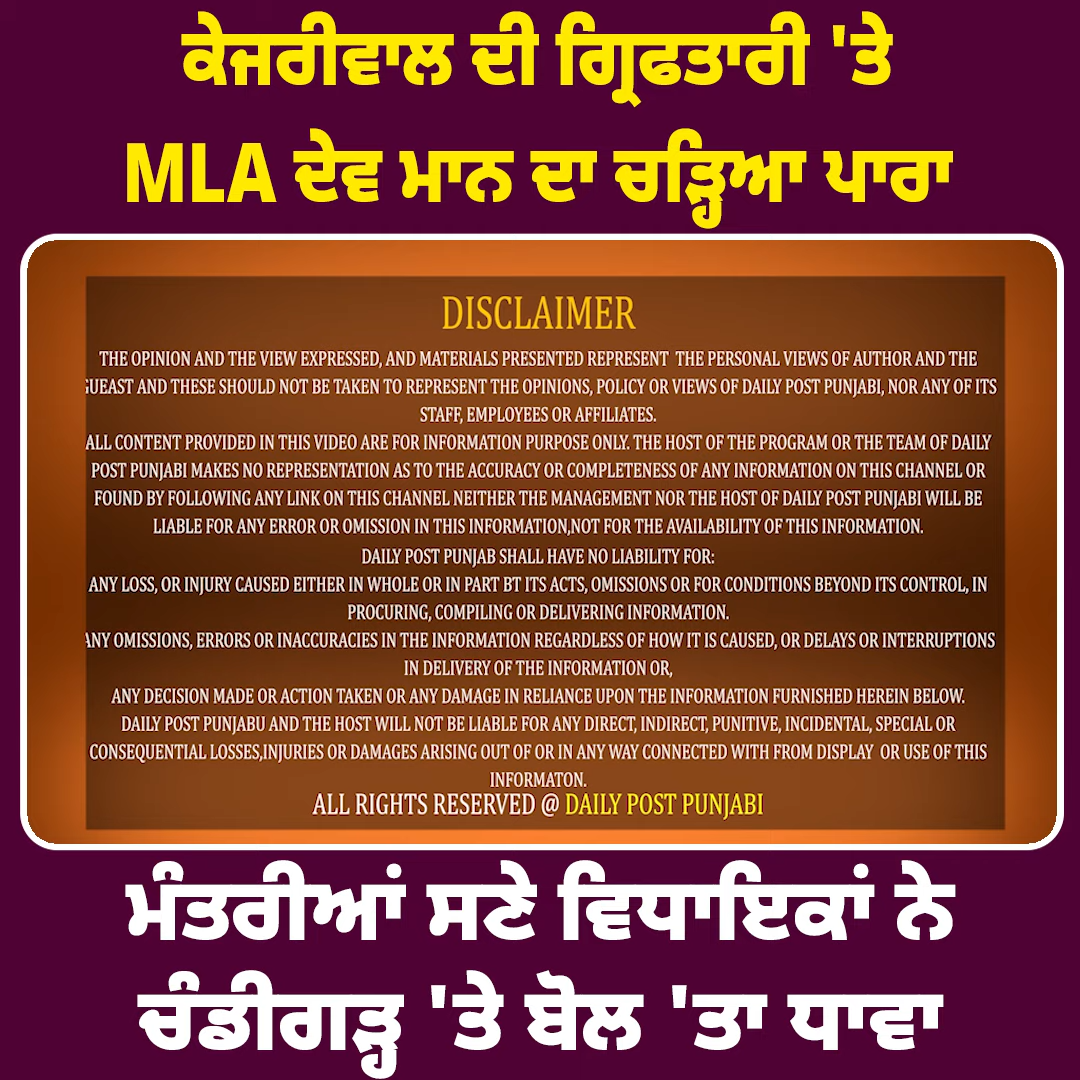 ਕੇਜਰੀਵਾਲ ਦੀ ਗ੍ਰਿਫਤਾਰੀ 'ਤੇ
MLA ਦੇਵ ਮਾਨ ਦਾ ਚੜ੍ਹਿਆ ਪਾਰਾ
DISCLAIMER
THE OPINION AND THE VIEW EXPRESSED, AND MATERIALS PRESENTED REPRESENT THE PERSONAL VIEWS OF AUTHOR AND THE
GUEAST AND THESE SHOULD NOT BE TAKEN TO REPRESENT THE OPINIONS, POLICY OR VIEWS OF DAILY POST PUNJABI, NOR ANY OF ITS
STAFF, EMPLOYEES OR AFFILIATES.
ALL CONTENT PROVIDED IN THIS VIDEO ARE FOR INFORMATION PURPOSE ONLY. THE HOST OF THE PROGRAM OR THE TEAM OF DAILY
POST PUNJABI MAKES NO REPRESENTATION AS TO THE ACCURACY OR COMPLETENESS OF ANY INFORMATION ON THIS CHANNEL OR
FOUND BY FOLLOWING ANY LINK ON THIS CHANNEL NEITHER THE MANAGEMENT NOR THE HOST OF DAILY POST PUNJABI WILL BE
LIABLE FOR ANY ERROR OR OMISSION IN THIS INFORMATION,NOT FOR THE AVAILABILITY OF THIS INFORMATION.
DAILY POST PUNJAB SHALL HAVE NO LIABILITY FOR:
ANY LOSS, OR INJURY CAUSED EITHER IN WHOLE OR IN PART BT ITS ACTS, OMISSIONS OR FOR CONDITIONS BEYOND ITS CONTROL, IN
PROCURING, COMPILING OR DELIVERING INFORMATION.
ANY OMISSIONS, ERRORS OR INACCURACIES IN THE INFORMATION REGARDLESS OF HOW IT IS CAUSED, OR DELAYS OR INTERRUPTIONS
IN DELIVERY OF THE INFORMATION OR,
ANY DECISION MADE OR ACTION TAKEN OR ANY DAMAGE IN RELIANCE UPON THE INFORMATION FURNISHED HEREIN BELOW.
DAILY POST PUNJABU AND THE HOST WILL NOT BE LIABLE FOR ANY DIRECT, INDIRECT, PUNITIVE, INCIDENTAL, SPECIAL OR
CONSEQUENTIAL LOSSES,INJURIES OR DAMAGES ARISING OUT OF OR IN ANY WAY CONNECTED WITH FROM DISPLAY OR USE OF THIS
INFORMATON.
ALL RIGHTS RESERVED @ DAILY POST PUNJABI
ਮੰਤਰੀਆਂ ਸਣੇ ਵਿਧਾਇਕਾਂ ਨੇ
ਚੰਡੀਗੜ੍ਹ 'ਤੇ ਬੋਲ 'ਤਾ ਧਾਵਾ